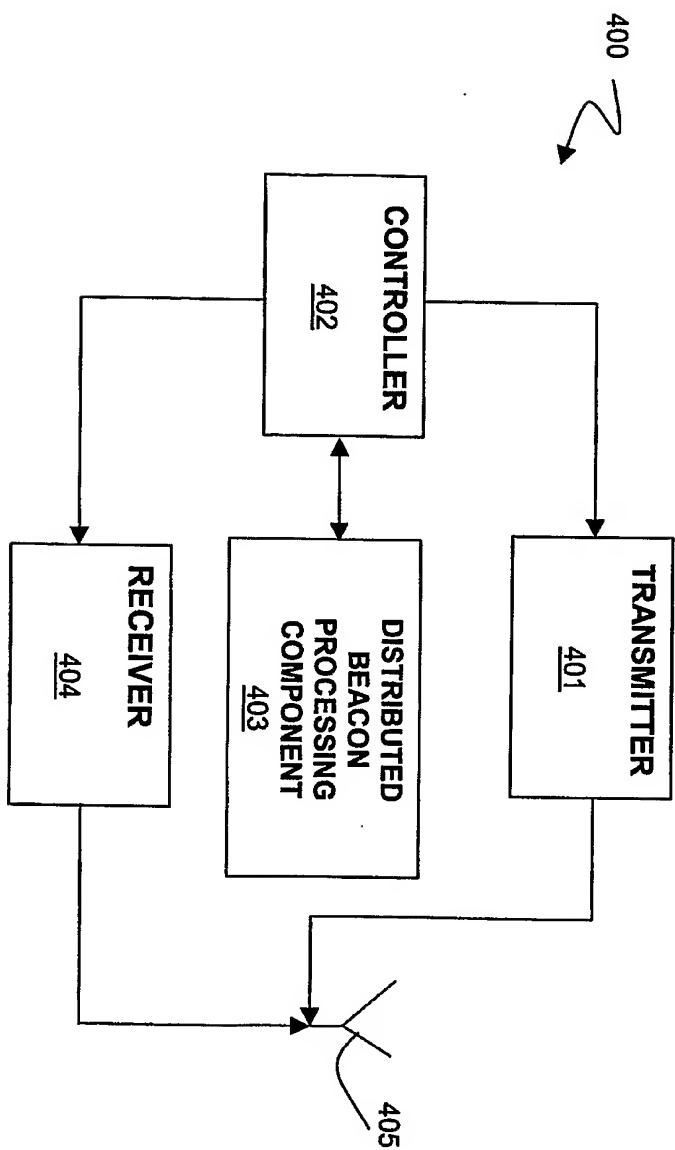 400
TRANSMITTER
401
CONTROLLER
402
DISTRIBUTED
BEACON
PROCESSING
COMPONENT
403
RECEIVER
404
405